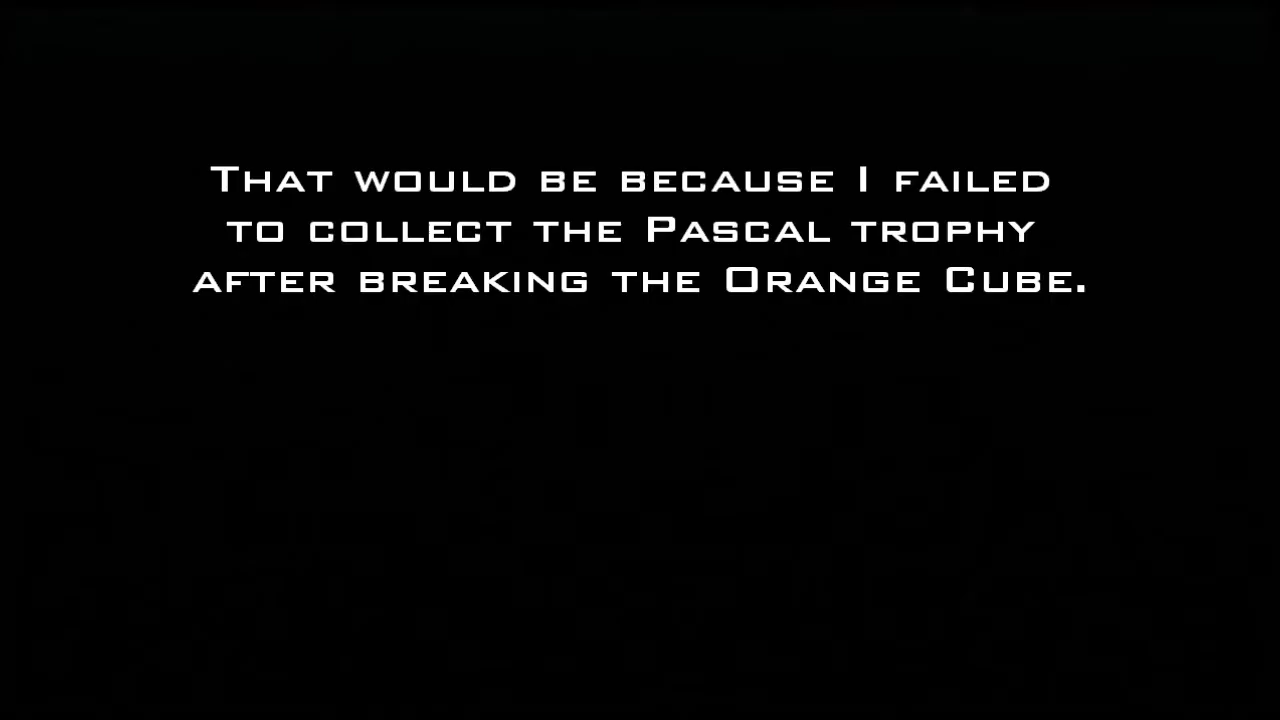 That would be because I failed
to collect the Pascal trophy
after breaking the Orange Cube.